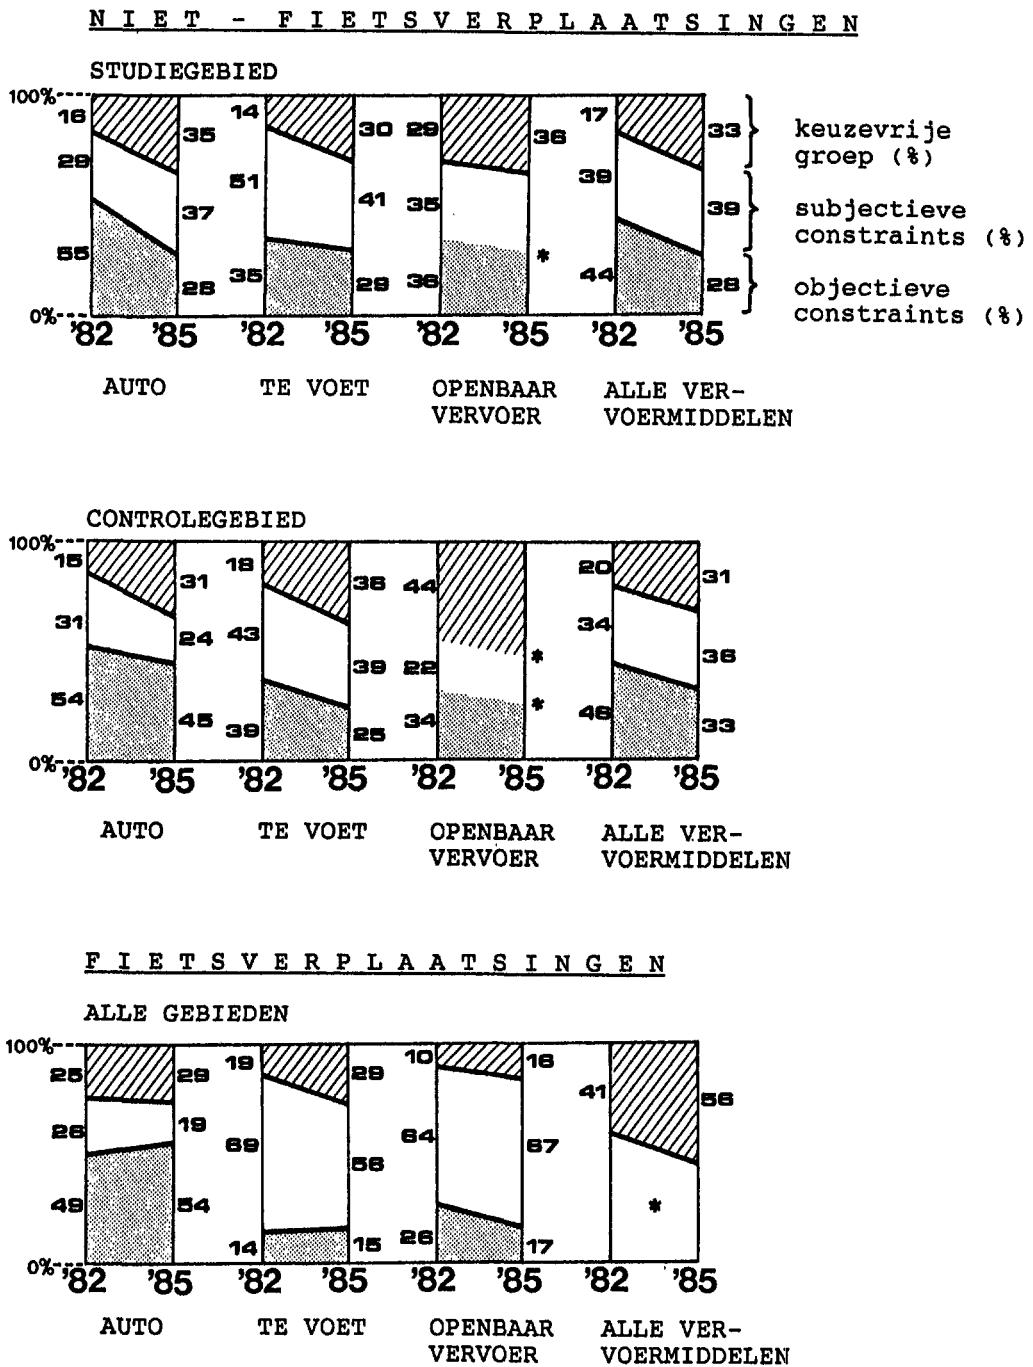 NIET - FIETSVERPLAATSINGEN
STUDIEGEBIED
100%
16 35 14 30 29 36 17 33 keuzevrije
groep (%)
29 37 51 41 35 39 39 subjectieve
constraints (%)
55 28 35 29 36 * 44 28 objectieve
constraints (%)
0%
'82 '85 '82 '85 '82 '85 '82 '85
AUTO TE VOET OPENBAAR ALLE VER-
VERVOER VOERMIDDELEN
CONTROLEGEBIED
100%
15 31 18 38 44 20 31
31 24 43 39 22 * 34 36
54 45 39 25 34 * 46 33
0%
'82 '85 '82 '85 '82 '85 '82 '85
AUTO TE VOET OPENBAAR ALLE VER-
VERVOER VOERMIDDELEN
FIETSVERPLAATSINGEN
ALLE GEBIEDEN
100%
25 29 19 29 10 16 41 56
26 19 69 56 64 67
49 54 14 15 26 17 *
0%
'82 '85 '82 '85 '82 '85 '82 '85
AUTO TE VOET OPENBAAR ALLE VER-
VERVOER VOERMIDDELEN